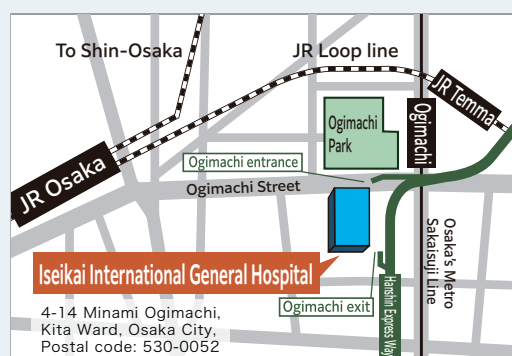 To Shin-Osaka
JR Loop line
JR Temma
Ogimachi
Park
Ogimachi
Ogimachi entrance
JR Osaka
Ogimachi Street
Osaka's Metro
Sakaisuji Line
Iseikai International General Hospital
Ogimachi exit
Hanshin Express Way
4-14 Minami Ogimachi,
Kita Ward, Osaka City,
Postal code: 530-0052